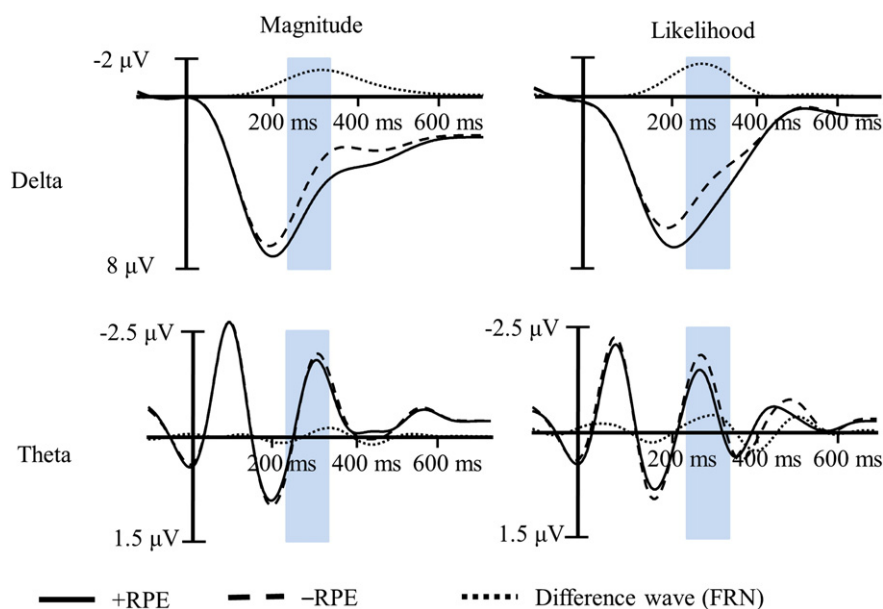 Magnitude
Likelihood
-2 μV
200 ms 400 ms 600 ms
200 ms 400 ms 600 ms
Delta
8 μV
-2.5 μV
-2.5 μV
Theta
200 ms 400 ms 600 ms
200 ms 400 ms 600 ms
1.5 μV
1.5 μV
+RPE −RPE Difference wave (FRN)